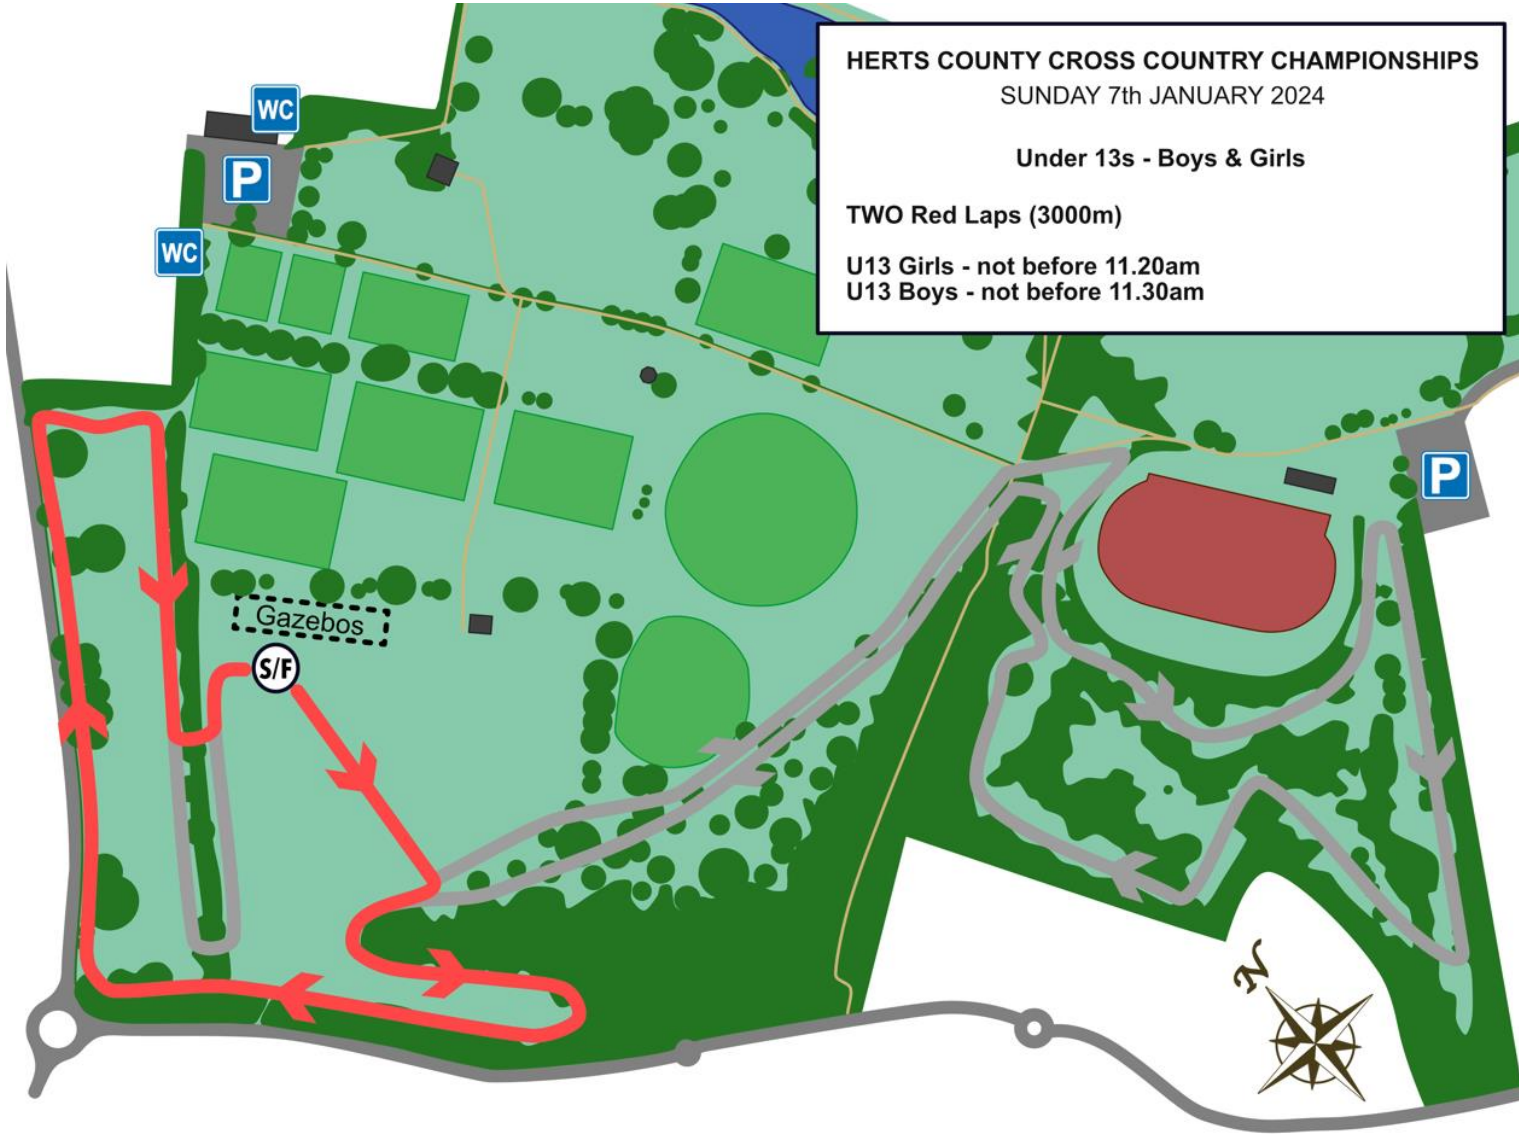 HERTS COUNTY CROSS COUNTRY CHAMPIONSHIPS
SUNDAY 7th JANUARY 2024
Under 13s - Boys & Girls
TWO Red Laps (3000m)
U13 Girls - not before 11.20am
U13 Boys - not before 11.30am
WC
P
WC
P
Gazebos
S/F
N